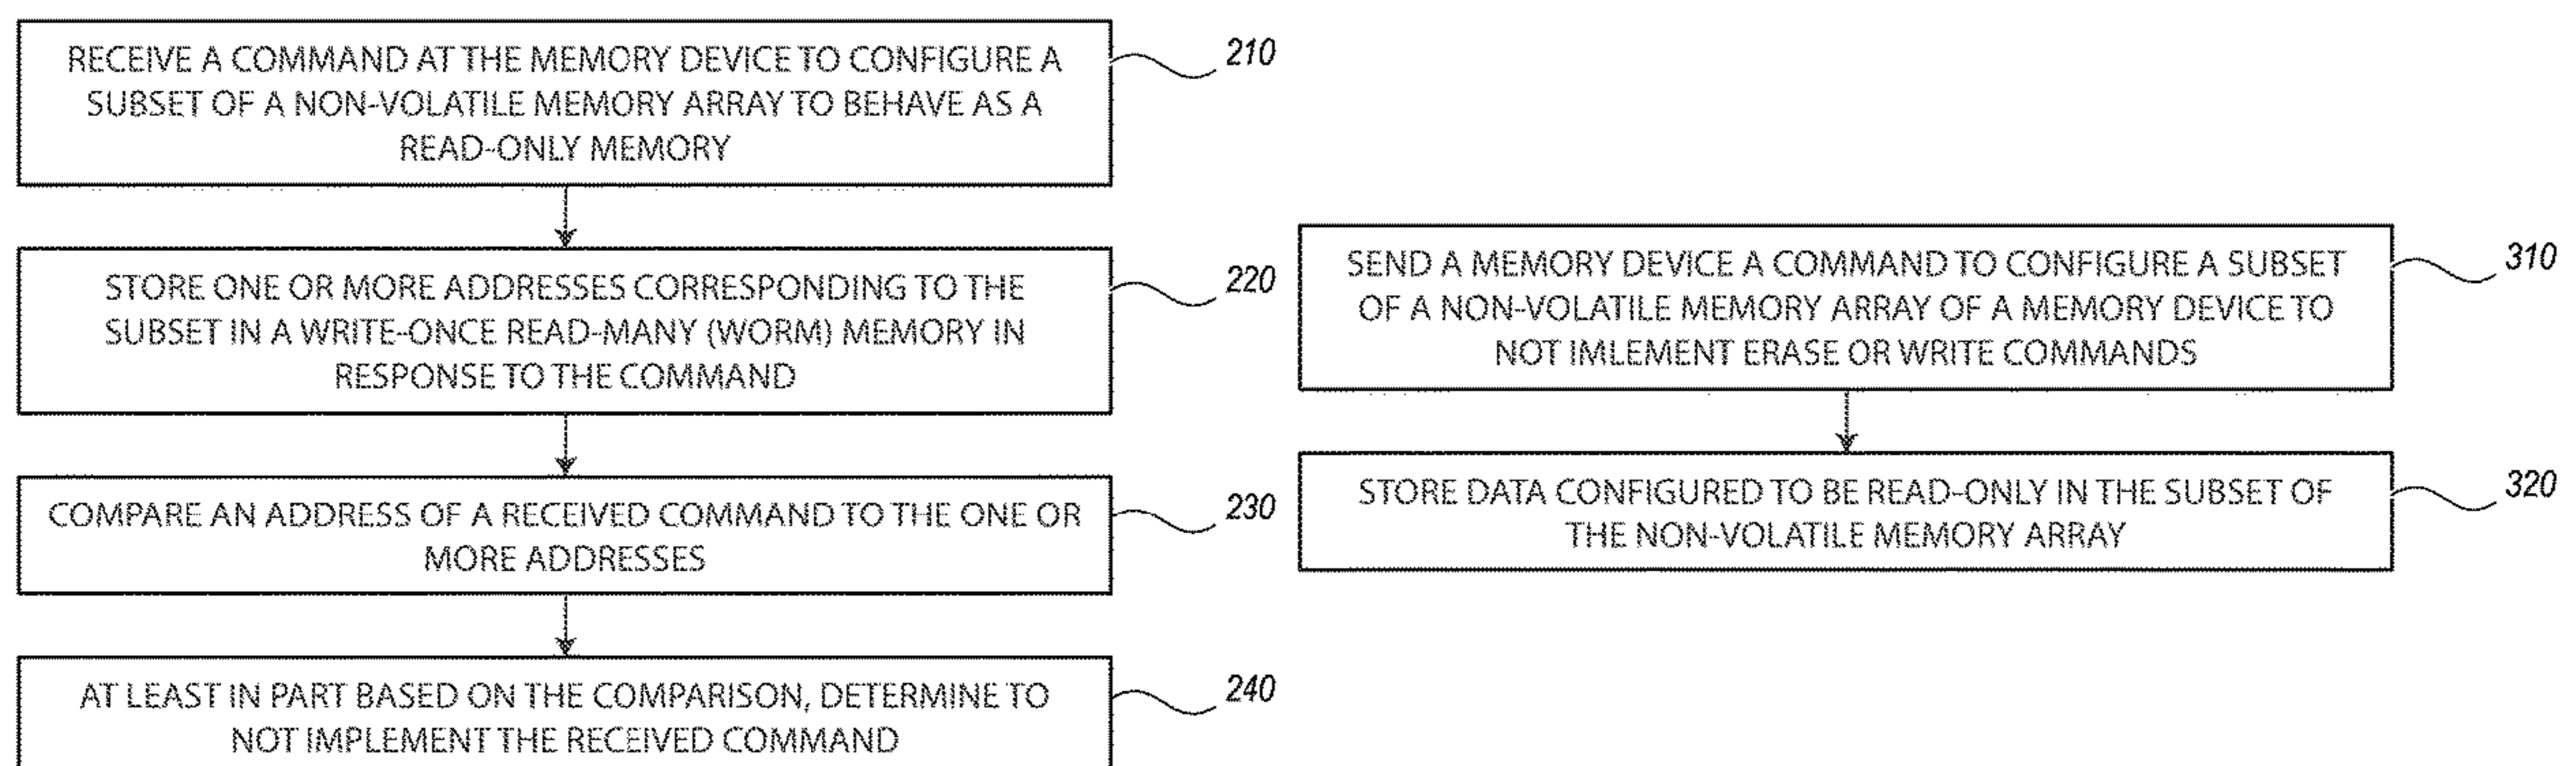 RECEIVE A COMMAND AT THE MEMORY DEVICE TO CONFIGURE A
SUBSET OF A NON-VOLATILE MEMORY ARRAY TO BEHAVE AS A
READ-ONLY MEMORY
210
STORE ONE OR MORE ADDRESSES CORRESPONDING TO THE
SUBSET IN A WRITE-ONCE READ-MANY (WORM) MEMORY IN
RESPONSE TO THE COMMAND
220
COMPARE AN ADDRESS OF A RECEIVED COMMAND TO THE ONE OR
MORE ADDRESSES
230
AT LEAST IN PART BASED ON THE COMPARISON, DETERMINE TO
NOT IMPLEMENT THE RECEIVED COMMAND
240
SEND A MEMORY DEVICE A COMMAND TO CONFIGURE A SUBSET
OF A NON-VOLATILE MEMORY ARRAY OF A MEMORY DEVICE TO
NOT IMLEMENT ERASE OR WRITE COMMANDS
310
STORE DATA CONFIGURED TO BE READ-ONLY IN THE SUBSET OF
THE NON-VOLATILE MEMORY ARRAY
320